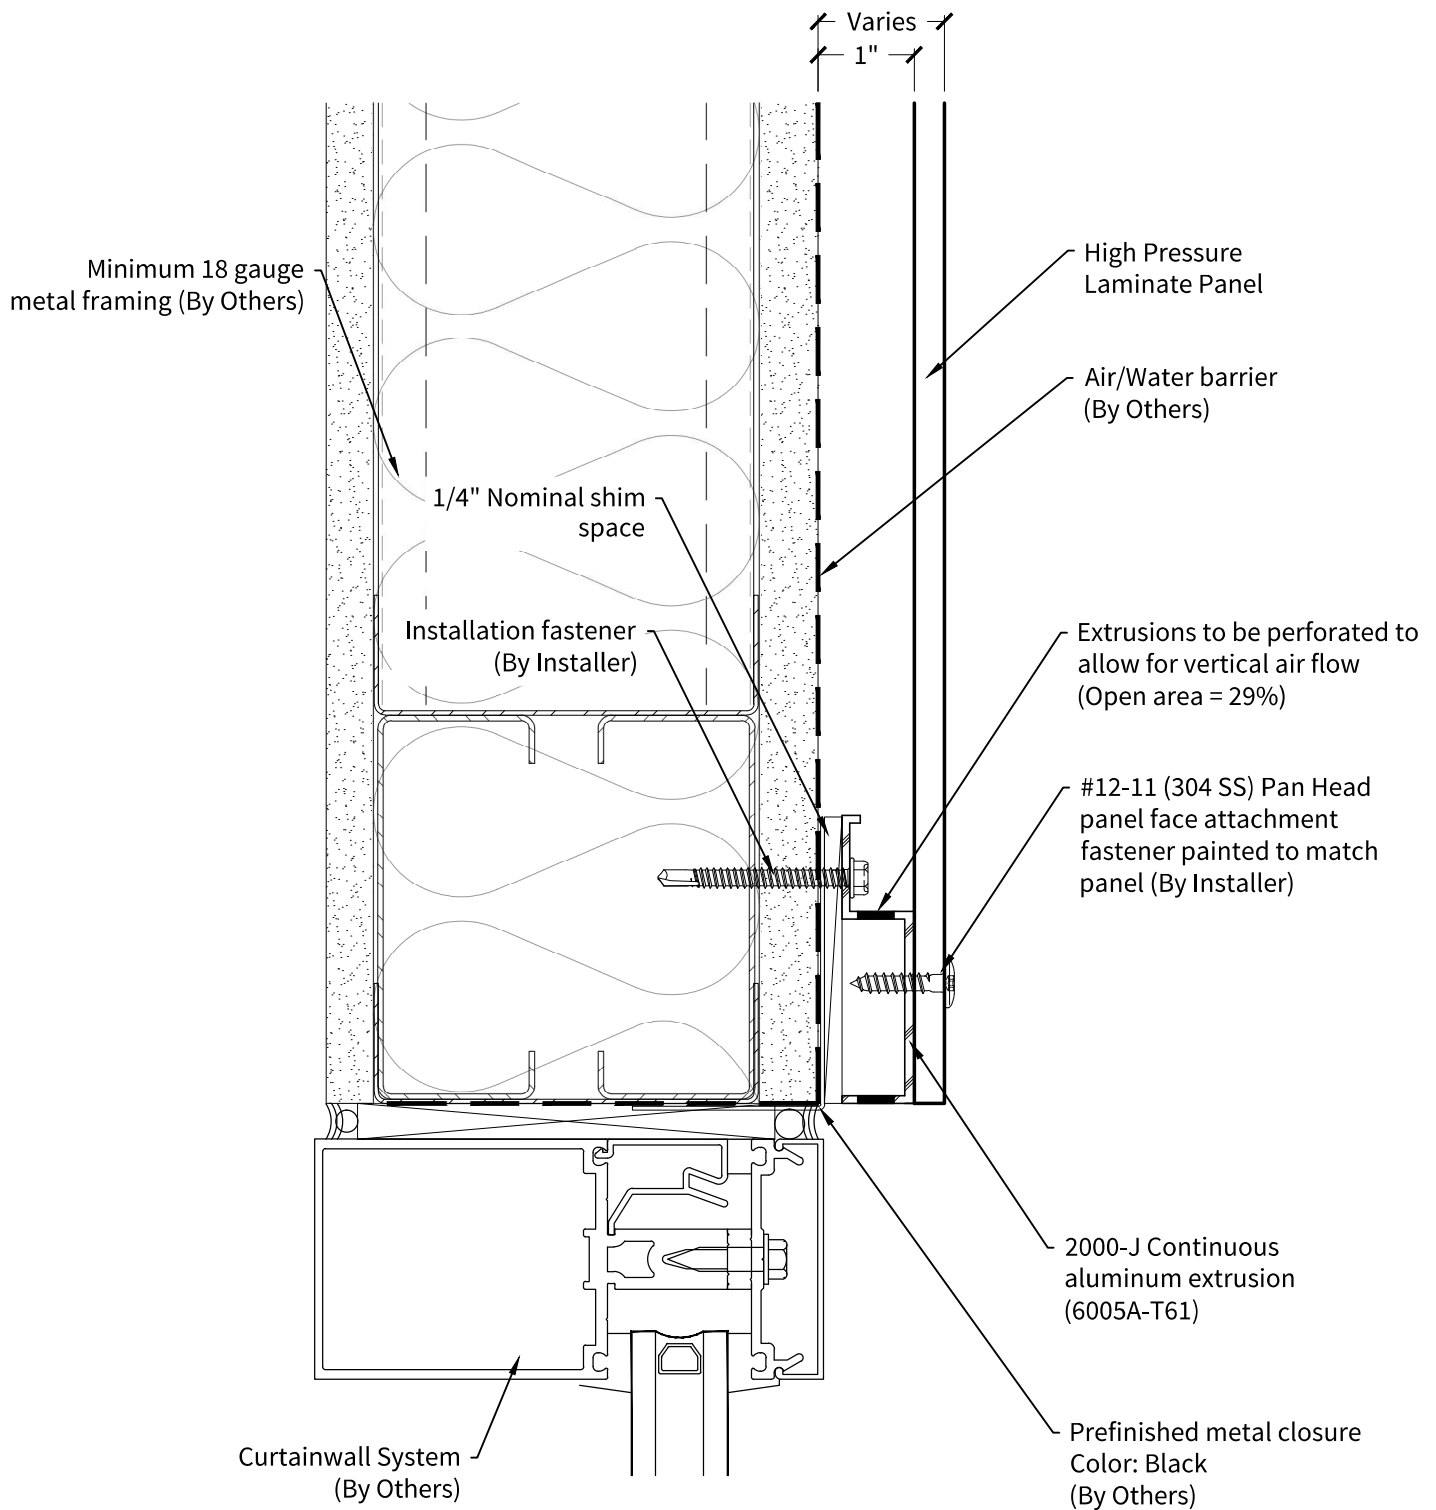 Varies
1"
High Pressure
Laminate Panel
Minimum 18 gauge
metal framing (By Others)
Air/Water barrier
(By Others)
1/4" Nominal shim
space
Installation fastener
(By Installer)
Extrusions to be perforated to
allow for vertical air flow
(Open area = 29%)
#12-11 (304 SS) Pan Head
panel face attachment
fastener painted to match
panel (By Installer)
2000-J Continuous
aluminum extrusion
(6005A-T61)
Curtainwall System
(By Others)
Prefinished metal closure
Color: Black
(By Others)